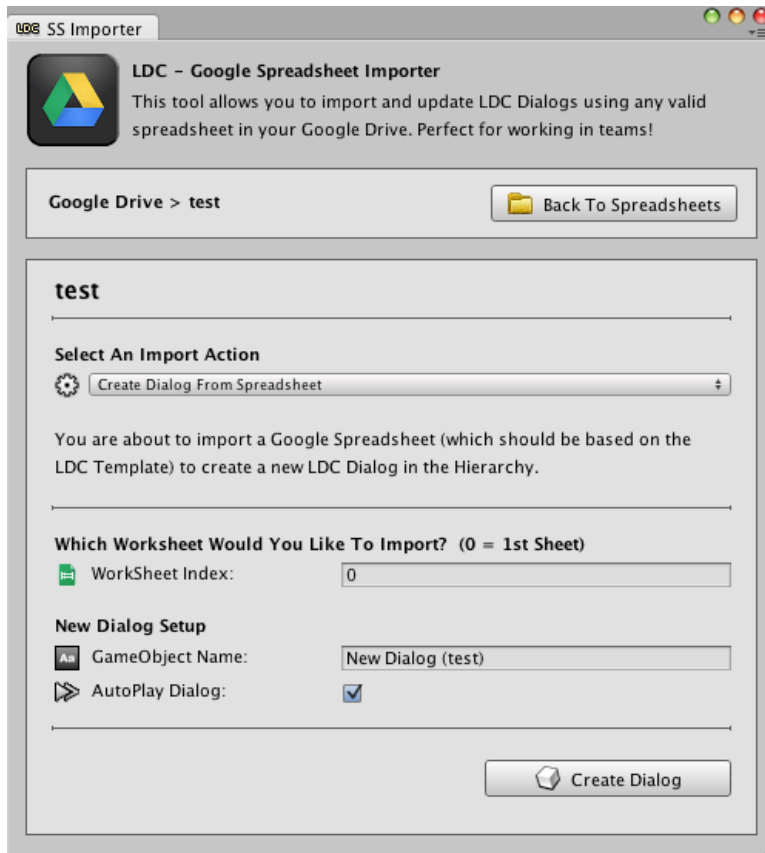 LDC SS Importer
LDC - Google Spreadsheet Importer
This tool allows you to import and update LDC Dialogs using any valid
spreadsheet in your Google Drive. Perfect for working in teams!
Google Drive > test
Back To Spreadsheets
test
Select An Import Action
Create Dialog From Spreadsheet
You are about to import a Google Spreadsheet (which should be based on the
LDC Template) to create a new LDC Dialog in the Hierarchy.
Which Worksheet Would You Like To Import? (0 = 1st Sheet)
WorkSheet Index: 0
New Dialog Setup
Aa GameObject Name: New Dialog (test)
AutoPlay Dialog:
Create Dialog